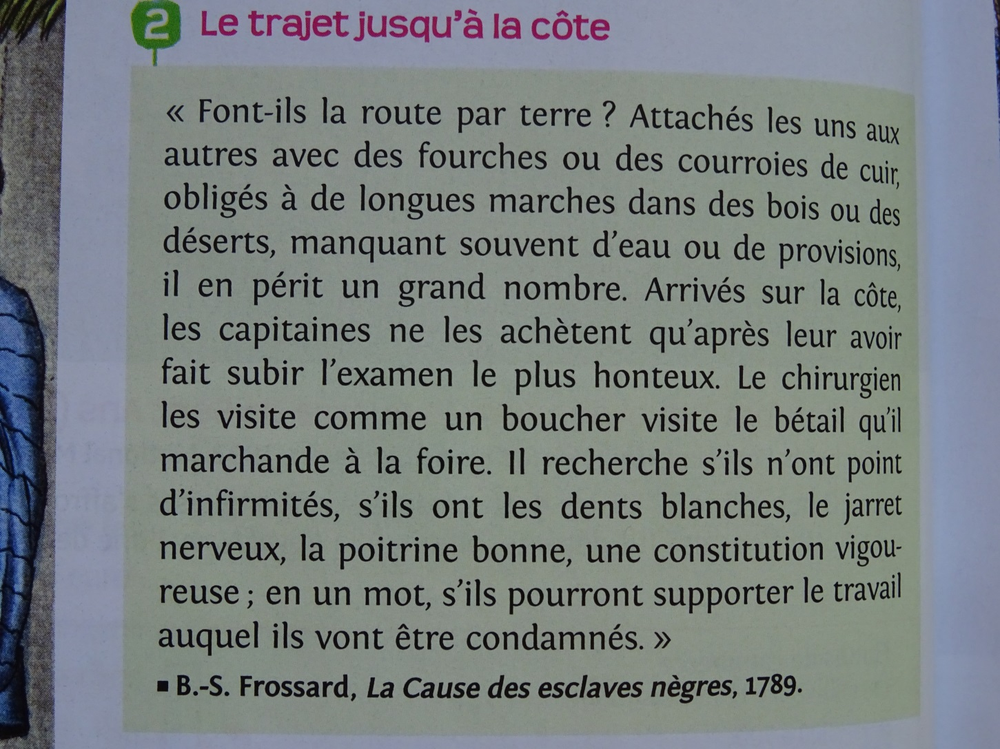 2 Le trajet jusqu'à la côte
« Font-ils la route par terre ? Attachés les uns aux
autres avec des fourches ou des courroies de cuir,
obligés à de longues marches dans des bois ou des
déserts, manquant souvent d'eau ou de provisions,
il en périt un grand nombre. Arrivés sur la côte,
les capitaines ne les achètent qu'après leur avoir
fait subir l'examen le plus honteux. Le chirurgien
les visite comme un boucher visite le bétail qu'il
marchande à la foire. Il recherche s'ils n'ont point
d'infirmités, s'ils ont les dents blanches, le jarret
nerveux, la poitrine bonne, une constitution vigou-
reuse ; en un mot, s'ils pourront supporter le travail
auquel ils vont être condamnés. »
■ B.-S. Frossard, La Cause des esclaves nègres, 1789.